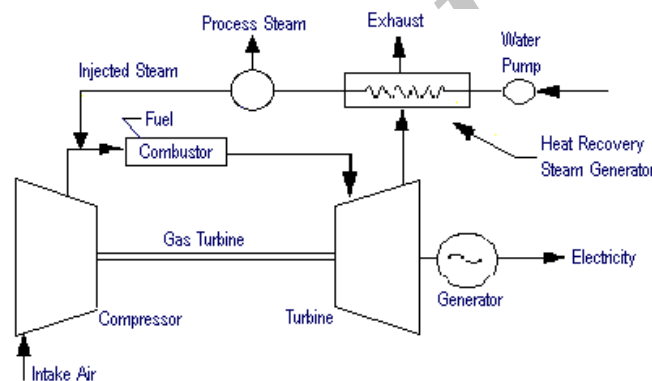 Process Steam
Exhaust
Water
Pump
Injected Steam
Fuel
Combustor
Heat Recovery
Steam Generator
Gas Turbine
Electricity
Generator
Compressor
Turbine
Intake Air